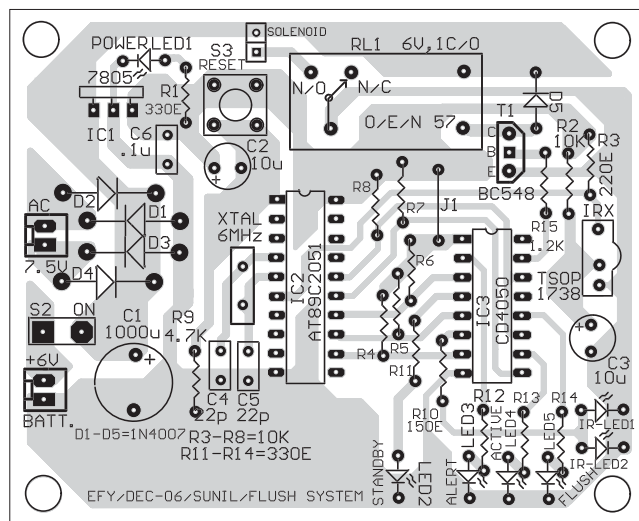 SOLENOID
POWER LED1
S3
RESET
RL1 6V,1C/O
7805
R1
330E
N/O
N/C
O/E/N 57
D5
T1
C
B
E
BC548
R2
10K
R3
220E
IC1
C6
.1u
C2
10u
AC
7.5V
D2
D1
D3
D4
XTAL
6MHz
IC2
AT89C2051
R8
R7
J1
R6
R15
1.2K
IRX
TSOP
1738
IC3
CD4050
S2
ON
C1
1000u
R9
4.7K
R4
R5
R11
C3
10u
+6V
BATT.
C4
22p
C5
22p
R10
150E
R12
R13
R14
LED3
ACTIVE
LED4
LED5
IR-LED1
IR-LED2
D1-D5=1N4007
R3-R8=10K
R11-R14=330E
STANDBY
LED2
ALERT
FLUSH
EFY/DEC-06/SUNIL/FLUSH SYSTEM